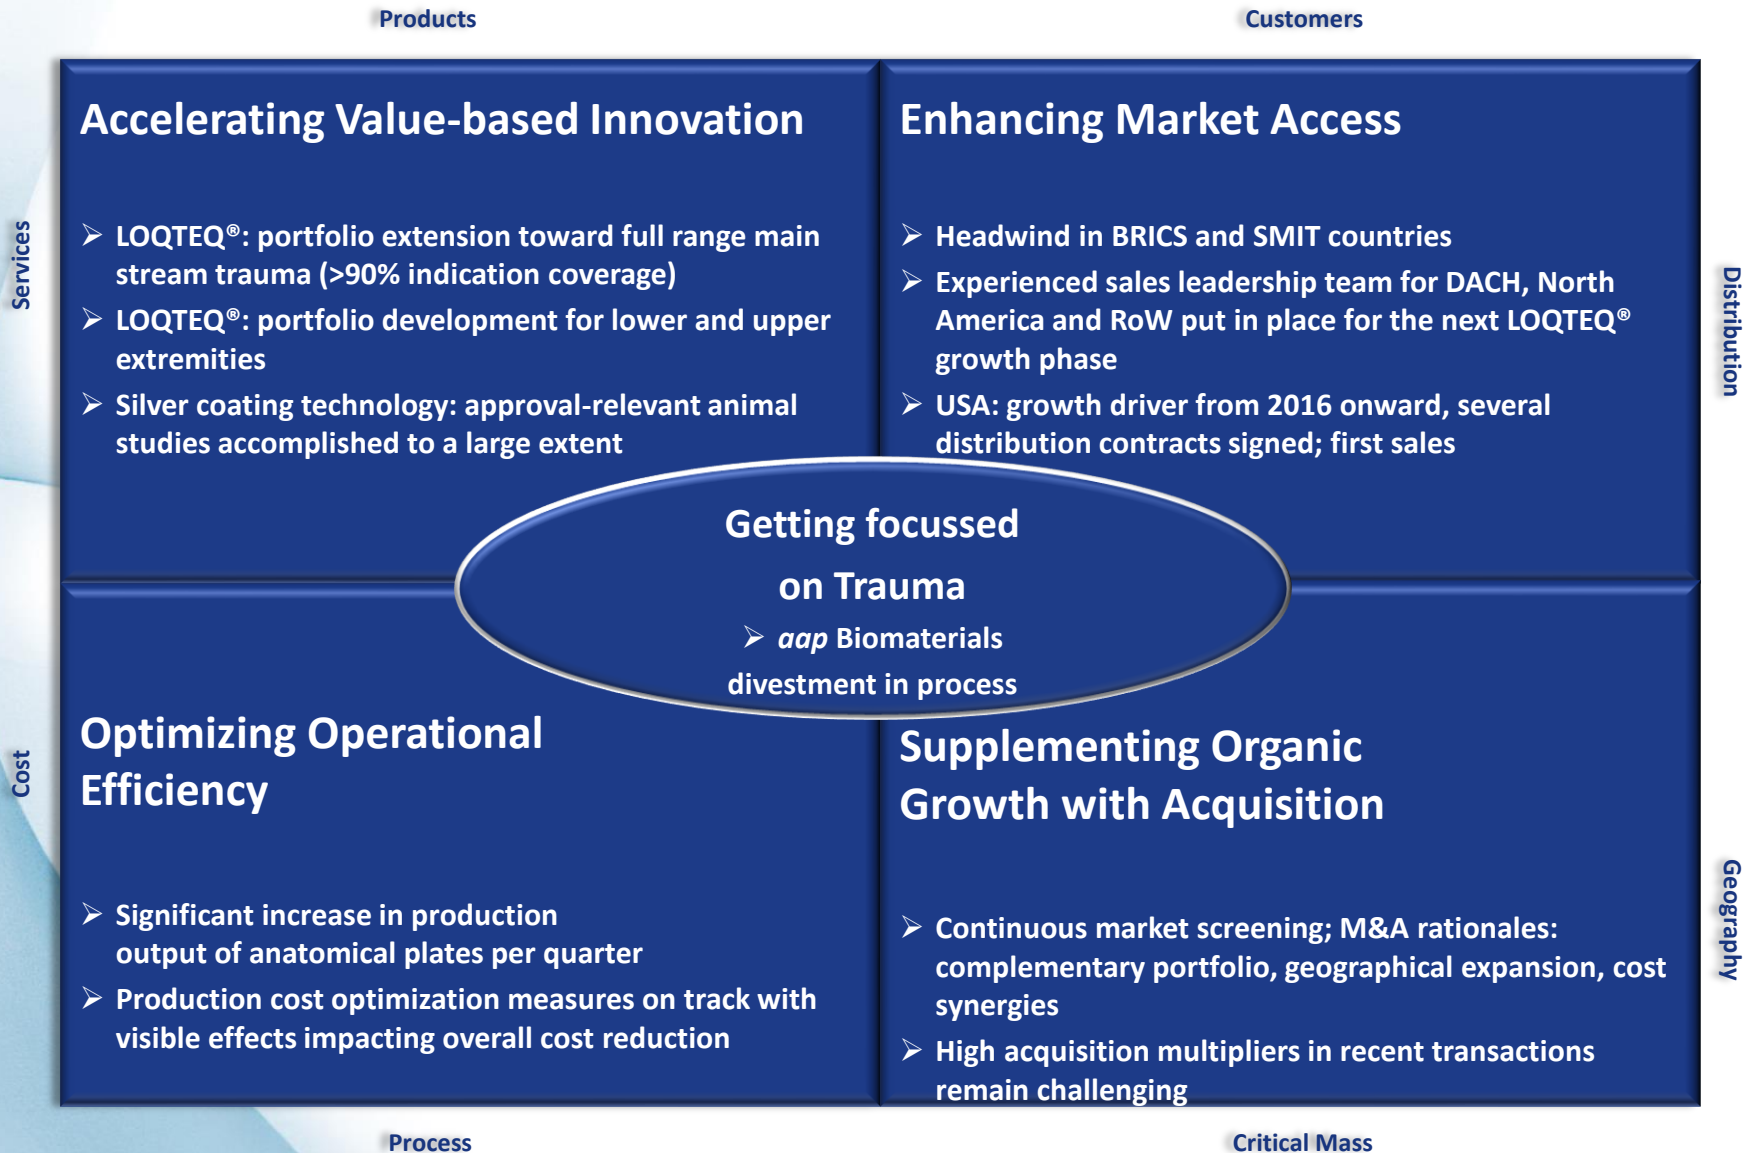 Products
Customers
Services
Accelerating Value-based Innovation
➢ LOQTEQ®: portfolio extension toward full range main
stream trauma (>90% indication coverage)
➢ LOQTEQ®: portfolio development for lower and upper
extremities
➢ Silver coating technology: approval-relevant animal
studies accomplished to a large extent
Enhancing Market Access
➢ Headwind in BRICS and SMIT countries
➢ Experienced sales leadership team for DACH, North
America and RoW put in place for the next LOQTEQ®
growth phase
➢ USA: growth driver from 2016 onward, several
distribution contracts signed; first sales
Distribution
Getting focussed
on Trauma
➢ aap Biomaterials
divestment in process
Cost
Optimizing Operational
Efficiency
➢ Significant increase in production
output of anatomical plates per quarter
➢ Production cost optimization measures on track with
visible effects impacting overall cost reduction
Supplementing Organic
Growth with Acquisition
➢ Continuous market screening; M&A rationales:
complementary portfolio, geographical expansion, cost
synergies
➢ High acquisition multipliers in recent transactions
remain challenging
Geography
Process
Critical Mass